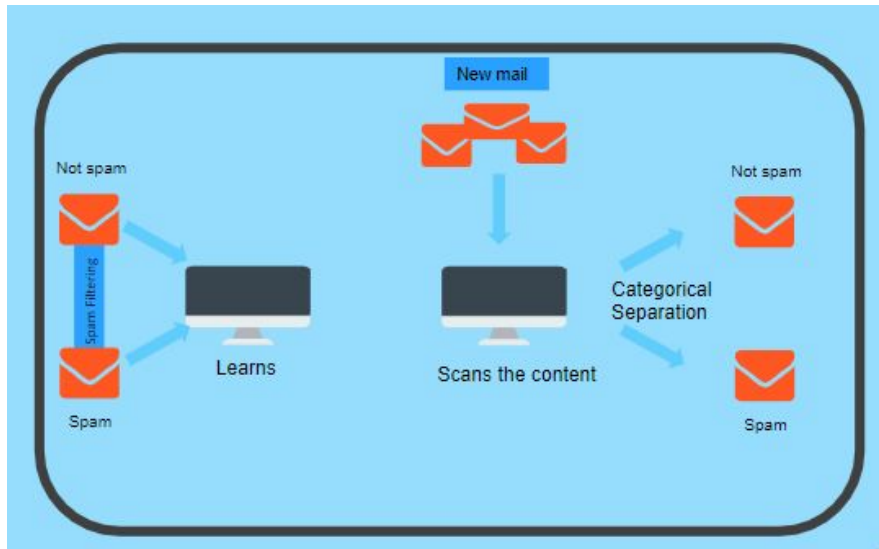 New mail
Not spam
Not spam
Spam Filtering
Categorical
Separation
Learns
Scans the content
Spam
Spam